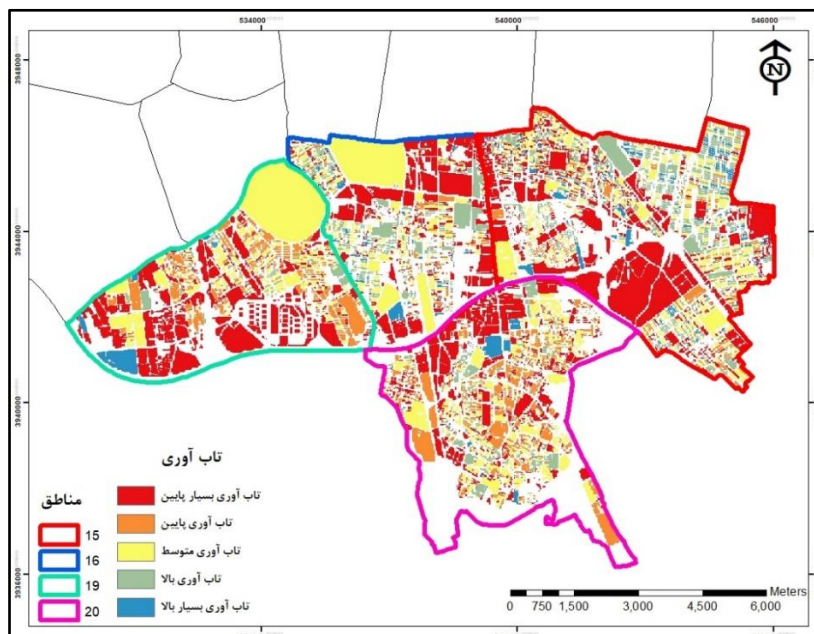 534000 540000 546000
3948000
N
3944000
3940000
3936000
تاب آوری
تاب آوری بسیار پایین
تاب آوری پایین
تاب آوری متوسط
تاب آوری بالا
تاب آوری بسیار بالا
مناطق
15
16
19
20
Meters
0 750 1,500 3,000 4,500 6,000